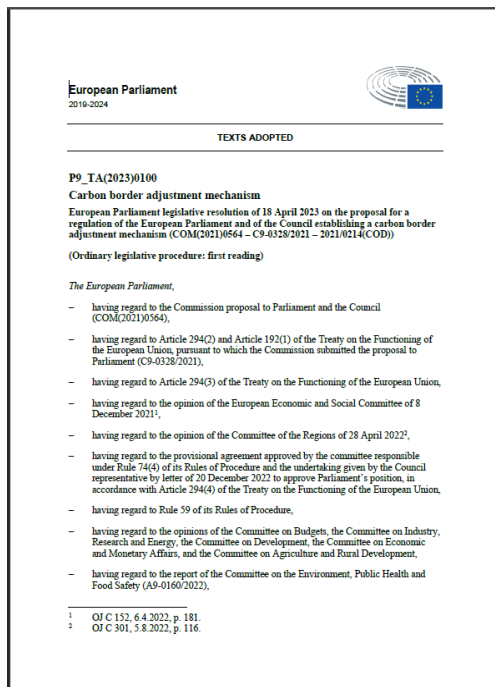 European Parliament
2019-2024
TEXTS ADOPTED
P9_TA(2023)0100
Carbon border adjustment mechanism
European Parliament legislative resolution of 18 April 2023 on the proposal for a
regulation of the European Parliament and of the Council establishing a carbon border
adjustment mechanism (COM(2021)0564 – C9-0328/2021 – 2021/0214(COD))
(Ordinary legislative procedure: first reading)
The European Parliament,
– having regard to the Commission proposal to Parliament and the Council
(COM(2021)0564),
– having regard to Article 294(2) and Article 192(1) of the Treaty on the Functioning of
the European Union, pursuant to which the Commission submitted the proposal to
Parliament (C9-0328/2021),
– having regard to Article 294(3) of the Treaty on the Functioning of the European Union,
– having regard to the opinion of the European Economic and Social Committee of 8
December 2021¹,
– having regard to the opinion of the Committee of the Regions of 28 April 2022²,
– having regard to the provisional agreement approved by the committee responsible
under Rule 74(4) of its Rules of Procedure and the undertaking given by the Council
representative by letter of 20 December 2022 to approve Parliament’s position, in
accordance with Article 294(4) of the Treaty on the Functioning of the European Union,
– having regard to Rule 59 of its Rules of Procedure,
– having regard to the opinions of the Committee on Budgets, the Committee on Industry,
Research and Energy, the Committee on Development, the Committee on Economic
and Monetary Affairs, and the Committee on Agriculture and Rural Development,
– having regard to the report of the Committee on the Environment, Public Health and
Food Safety (A9-0160/2022),
¹ OJ C 152, 6.4.2022, p. 181.
² OJ C 301, 5.8.2022, p. 116.